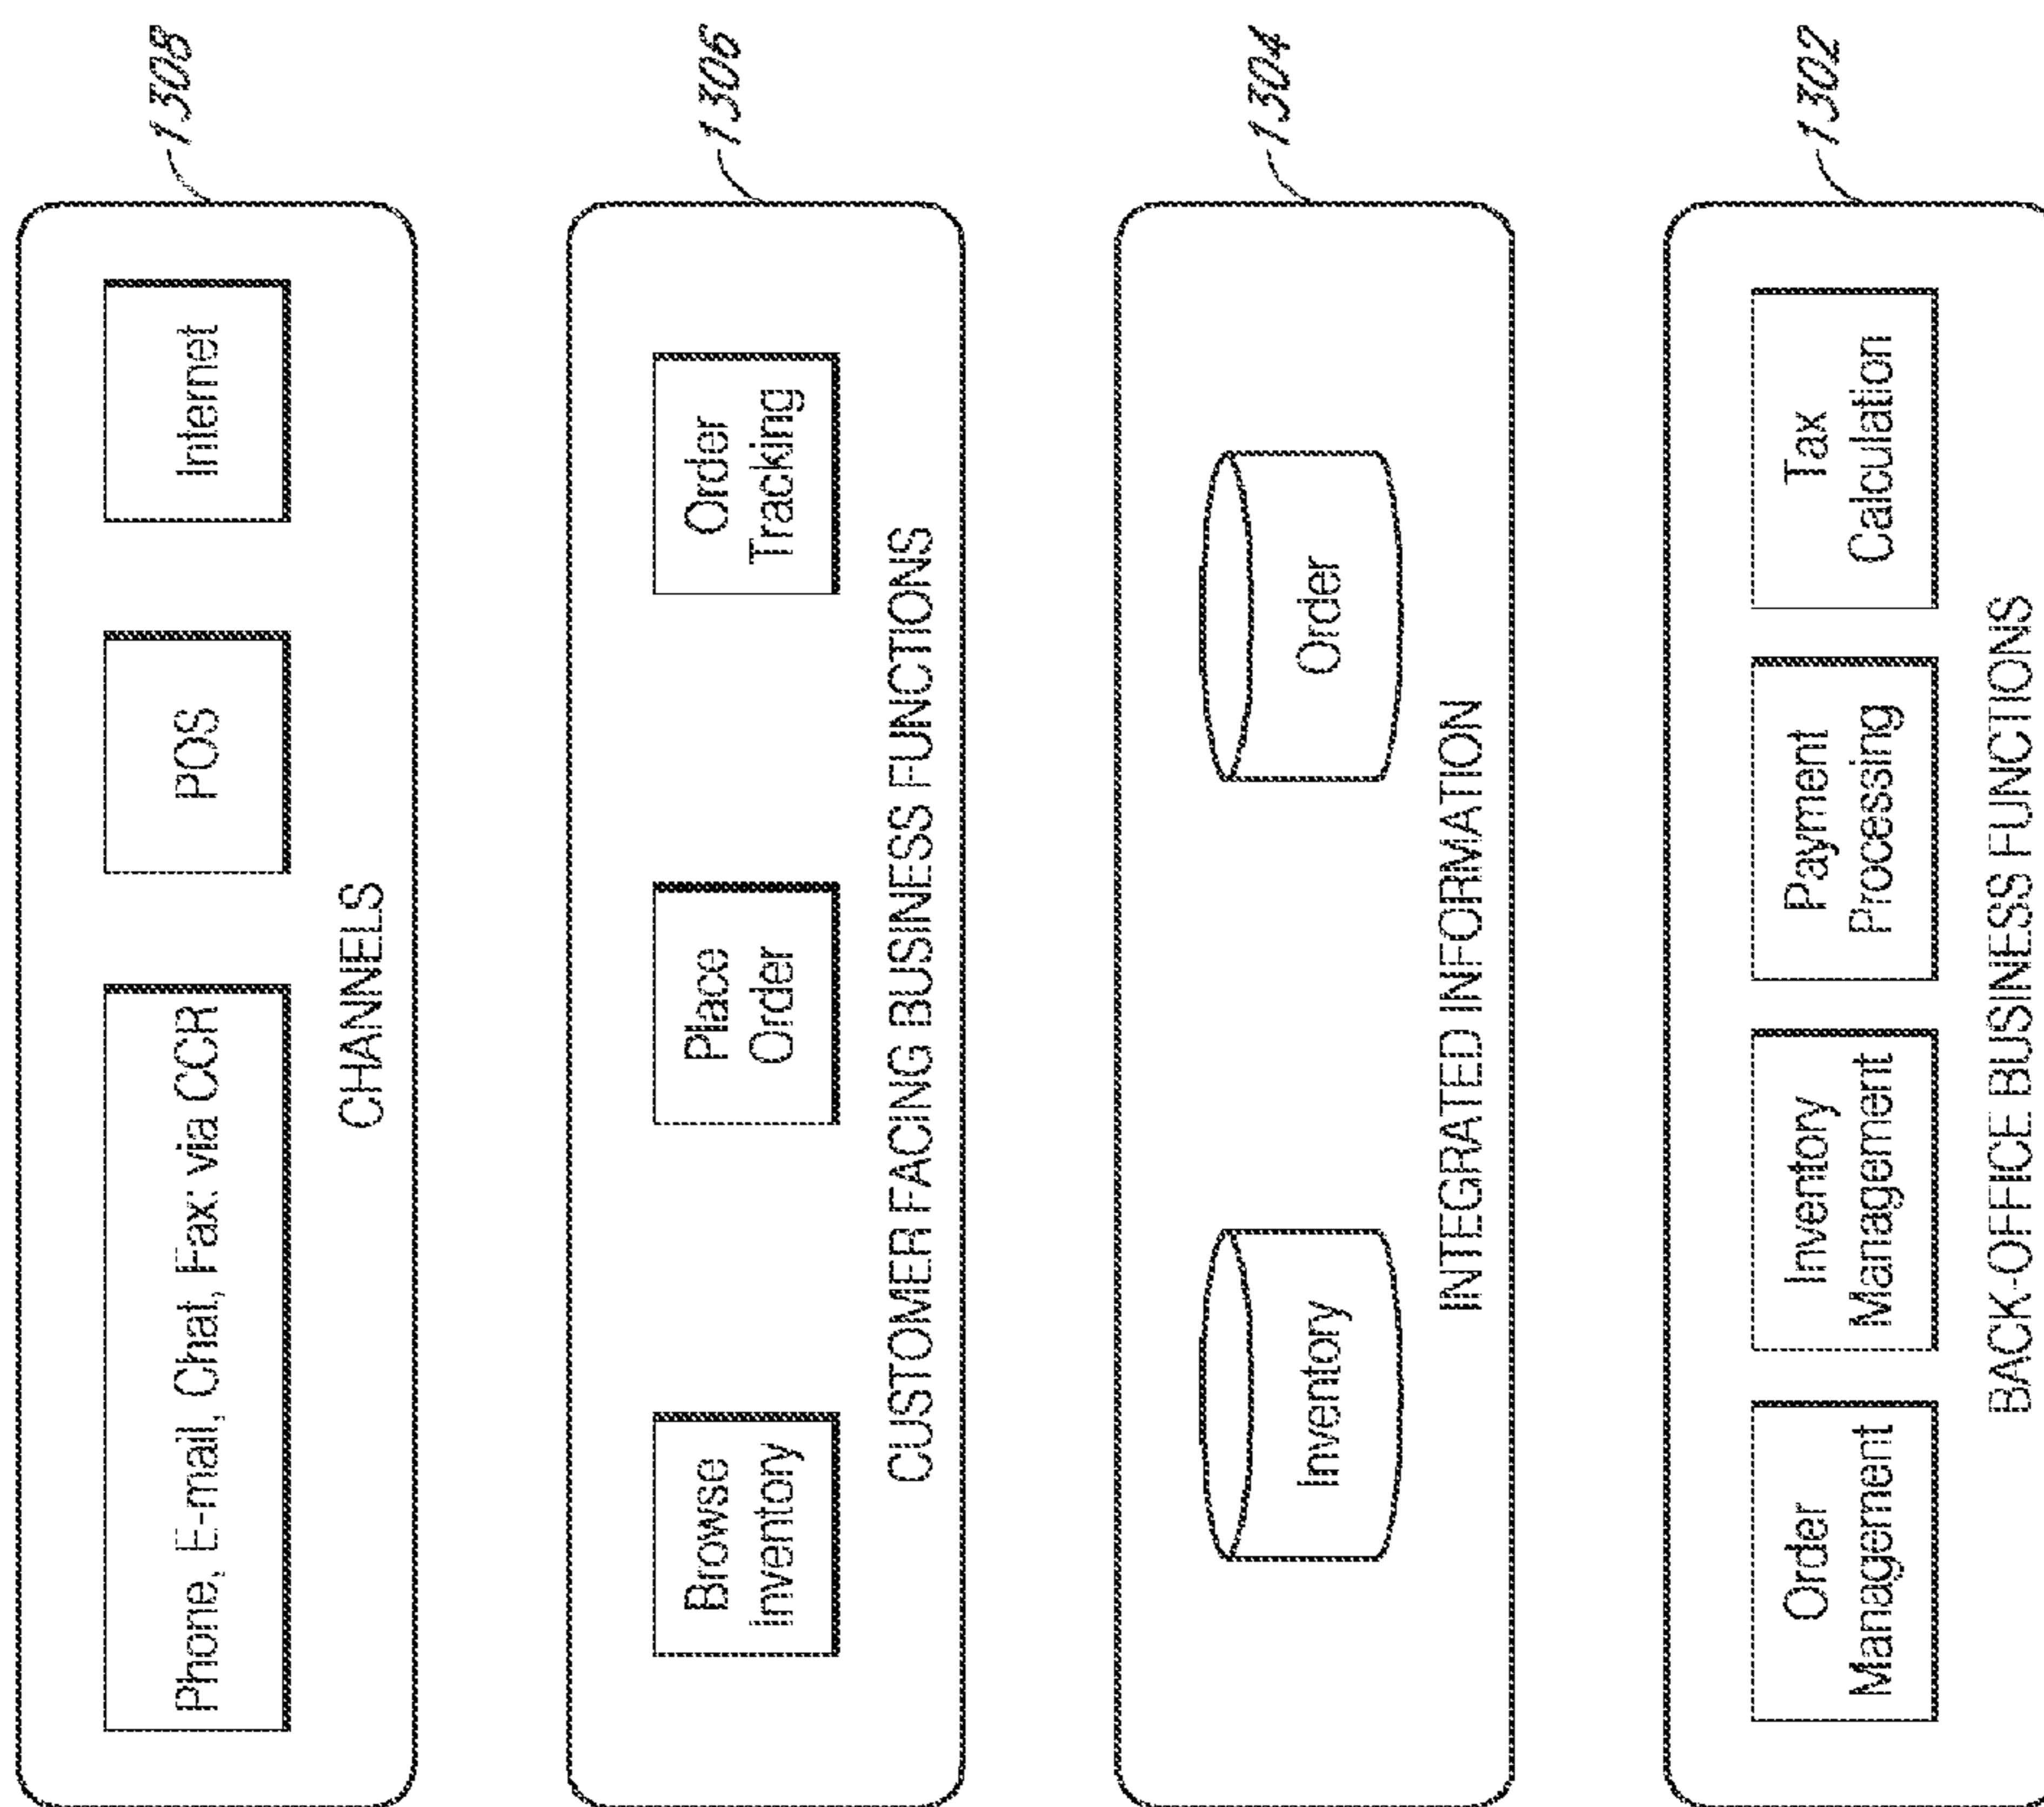 1308
Phone, E-mail, Chat, Fax via CCR
POS
Internet
CHANNELS
1306
Browse
Inventory
Place
Order
Order
Tracking
CUSTOMER FACING BUSINESS FUNCTIONS
1304
Inventory
Order
INTEGRATED INFORMATION
1302
Order
Management
Inventory
Management
Payment
Processing
Tax
Calculation
BACK-OFFICE BUSINESS FUNCTIONS